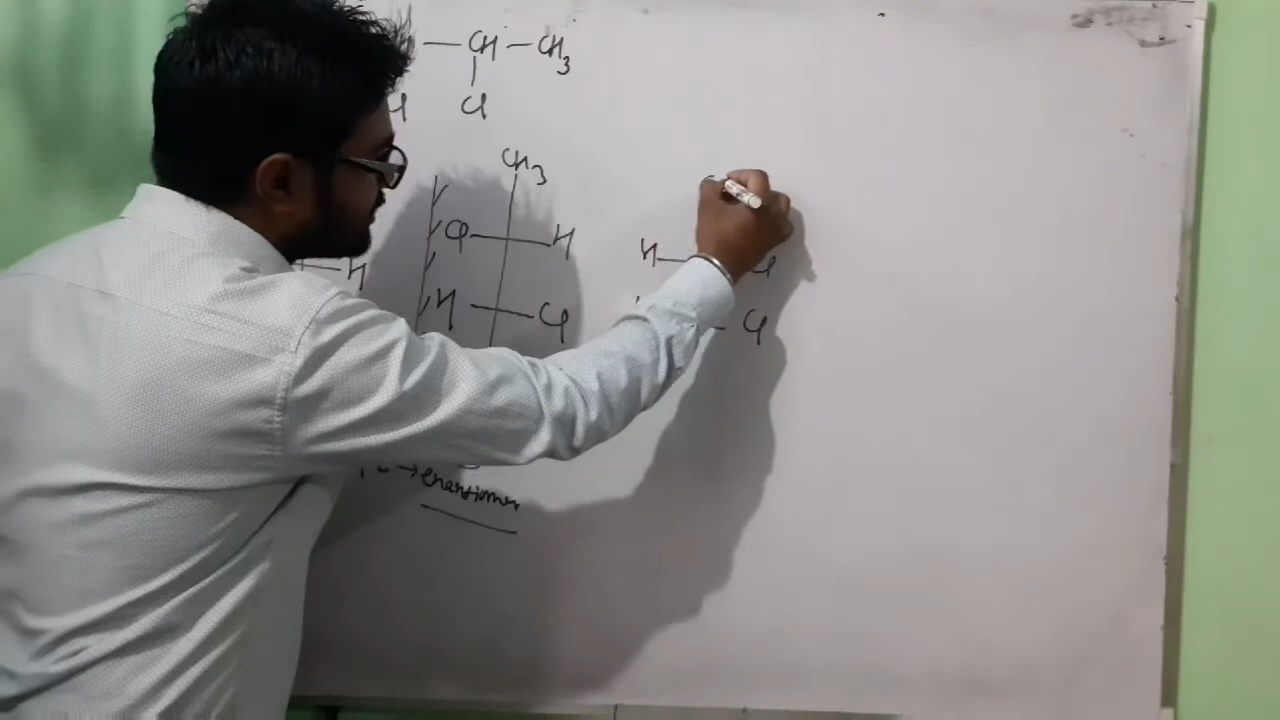 — CH — CH3
Cl
CH3
Cl H
H
H Cl
H
Cl
→ enantiomer